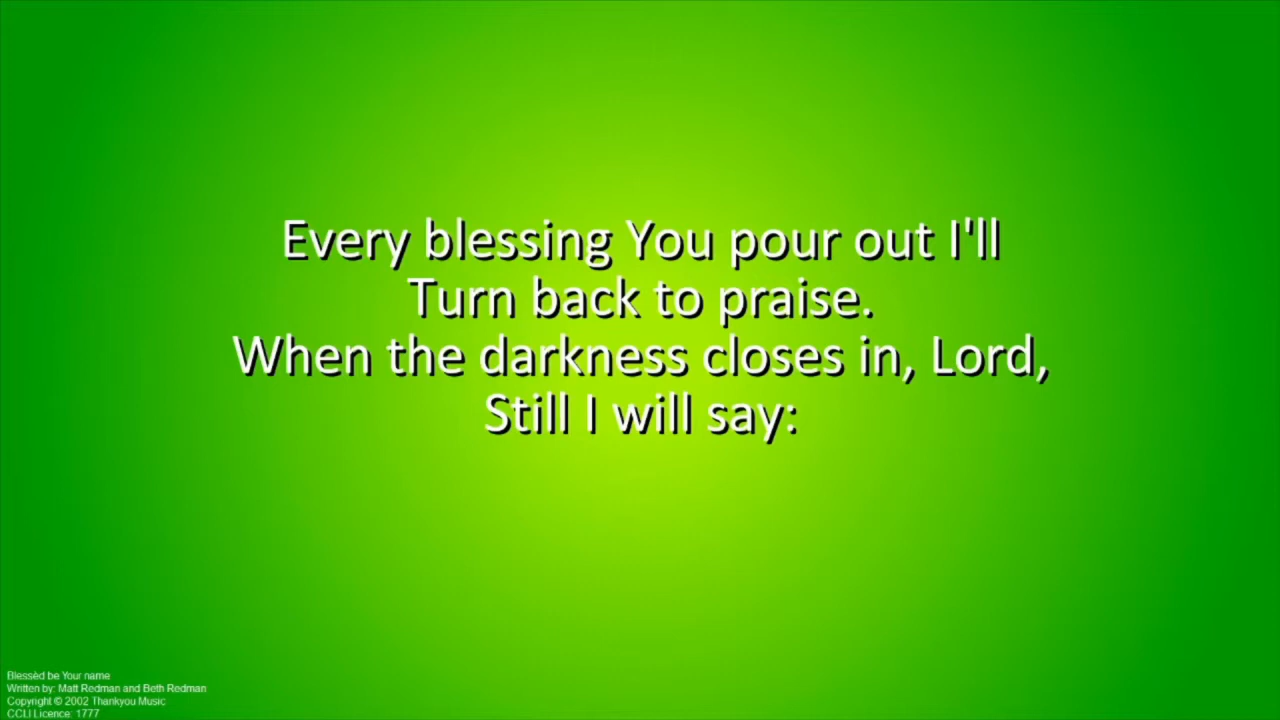 Every blessing You pour out I'll
Turn back to praise.
When the darkness closes in, Lord,
Still I will say:
Blessèd be Your name
Written by: Matt Redman and Beth Redman
Copyright © 2002 Thankyou Music
CCLI Licence: 1777